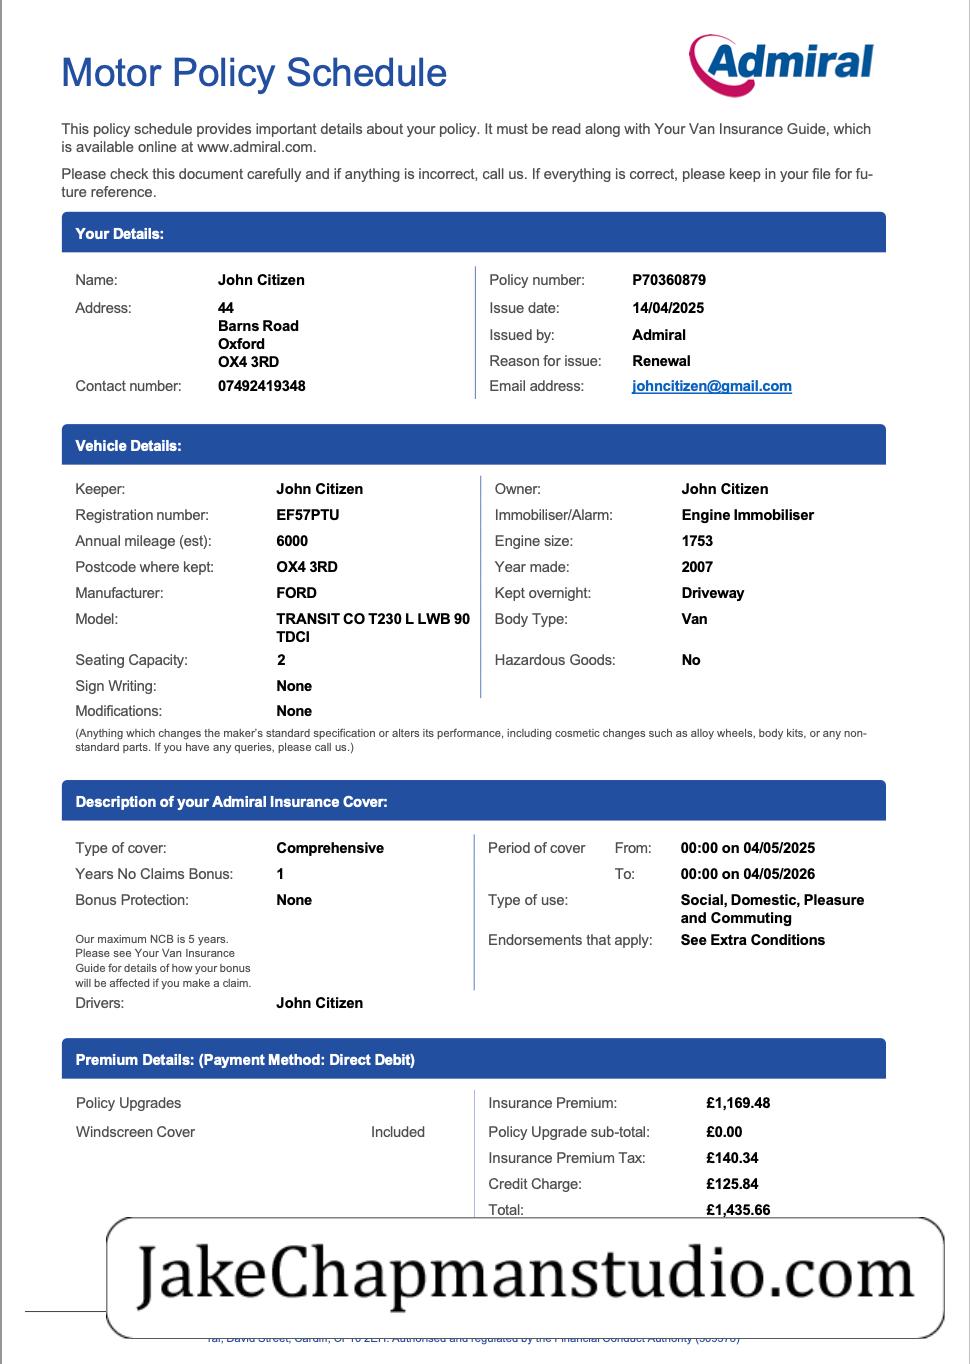 Motor Policy Schedule
Admiral
This policy schedule provides important details about your policy. It must be read along with Your Van Insurance Guide, which
is available online at www.admiral.com.
Please check this document carefully and if anything is incorrect, call us. If everything is correct, please keep in your file for fu-
ture reference.
Your Details:
Name: John Citizen
Address: 44
Barns Road
Oxford
OX4 3RD
Contact number: 07492419348
Policy number: P70360879
Issue date: 14/04/2025
Issued by: Admiral
Reason for issue: Renewal
Email address: johncitizen@gmail.com
Vehicle Details:
Keeper: John Citizen
Registration number: EF57PTU
Annual mileage (est): 6000
Postcode where kept: OX4 3RD
Manufacturer: FORD
Model: TRANSIT CO T230 L LWB 90
TDCI
Seating Capacity: 2
Sign Writing: None
Modifications: None
Owner: John Citizen
Immobiliser/Alarm: Engine Immobiliser
Engine size: 1753
Year made: 2007
Kept overnight: Driveway
Body Type: Van
Hazardous Goods: No
(Anything which changes the maker's standard specification or alters its performance, including cosmetic changes such as alloy wheels, body kits, or any non-
standard parts. If you have any queries, please call us.)
Description of your Admiral Insurance Cover:
Type of cover: Comprehensive
Years No Claims Bonus: 1
Bonus Protection: None
Our maximum NCB is 5 years.
Please see Your Van Insurance
Guide for details of how your bonus
will be affected if you make a claim.
Drivers: John Citizen
Period of cover From: 00:00 on 04/05/2025
To: 00:00 on 04/05/2026
Type of use: Social, Domestic, Pleasure
and Commuting
Endorsements that apply: See Extra Conditions
Premium Details: (Payment Method: Direct Debit)
Policy Upgrades
Windscreen Cover Included
Insurance Premium: £1,169.48
Policy Upgrade sub-total: £0.00
Insurance Premium Tax: £140.34
Credit Charge: £125.84
Total: £1,435.66
JakeChapmanstudio.com
David Street, Cardiff, CF10 2EH. Authorised and regulated by the Financial Conduct Authority